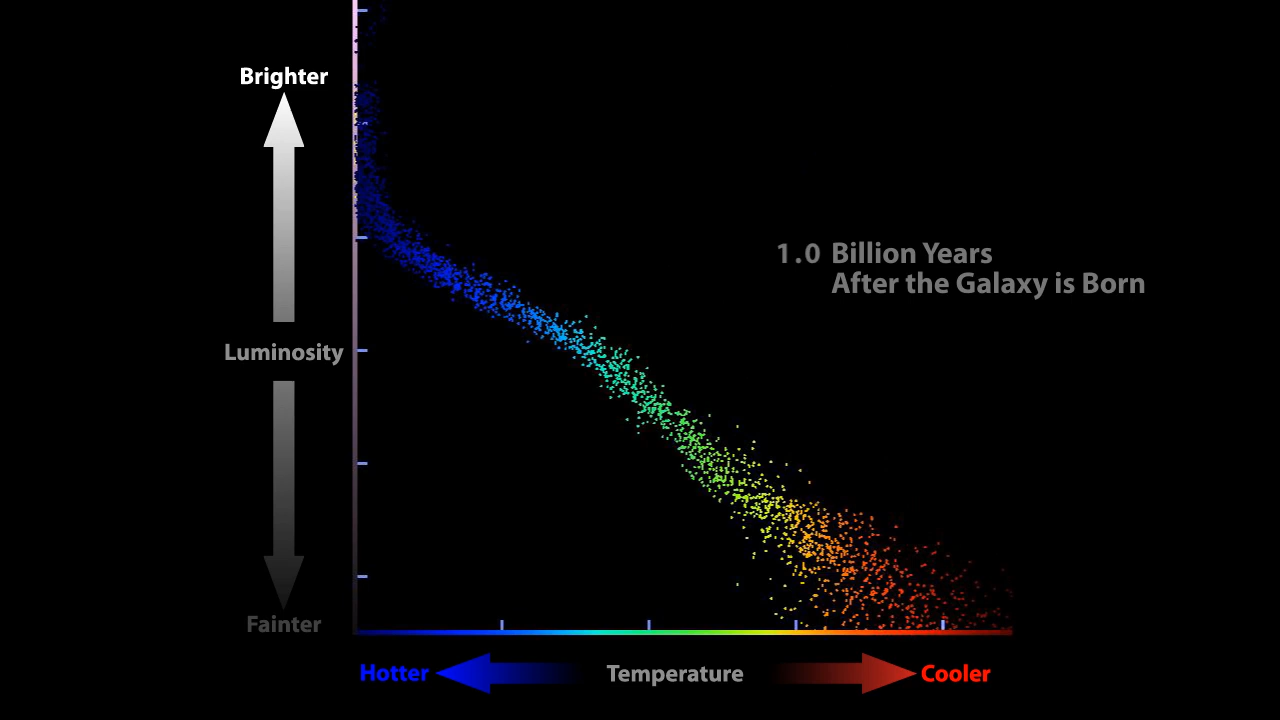 Brighter
Luminosity
Fainter
1.0 Billion Years
After the Galaxy is Born
Hotter
Temperature
Cooler